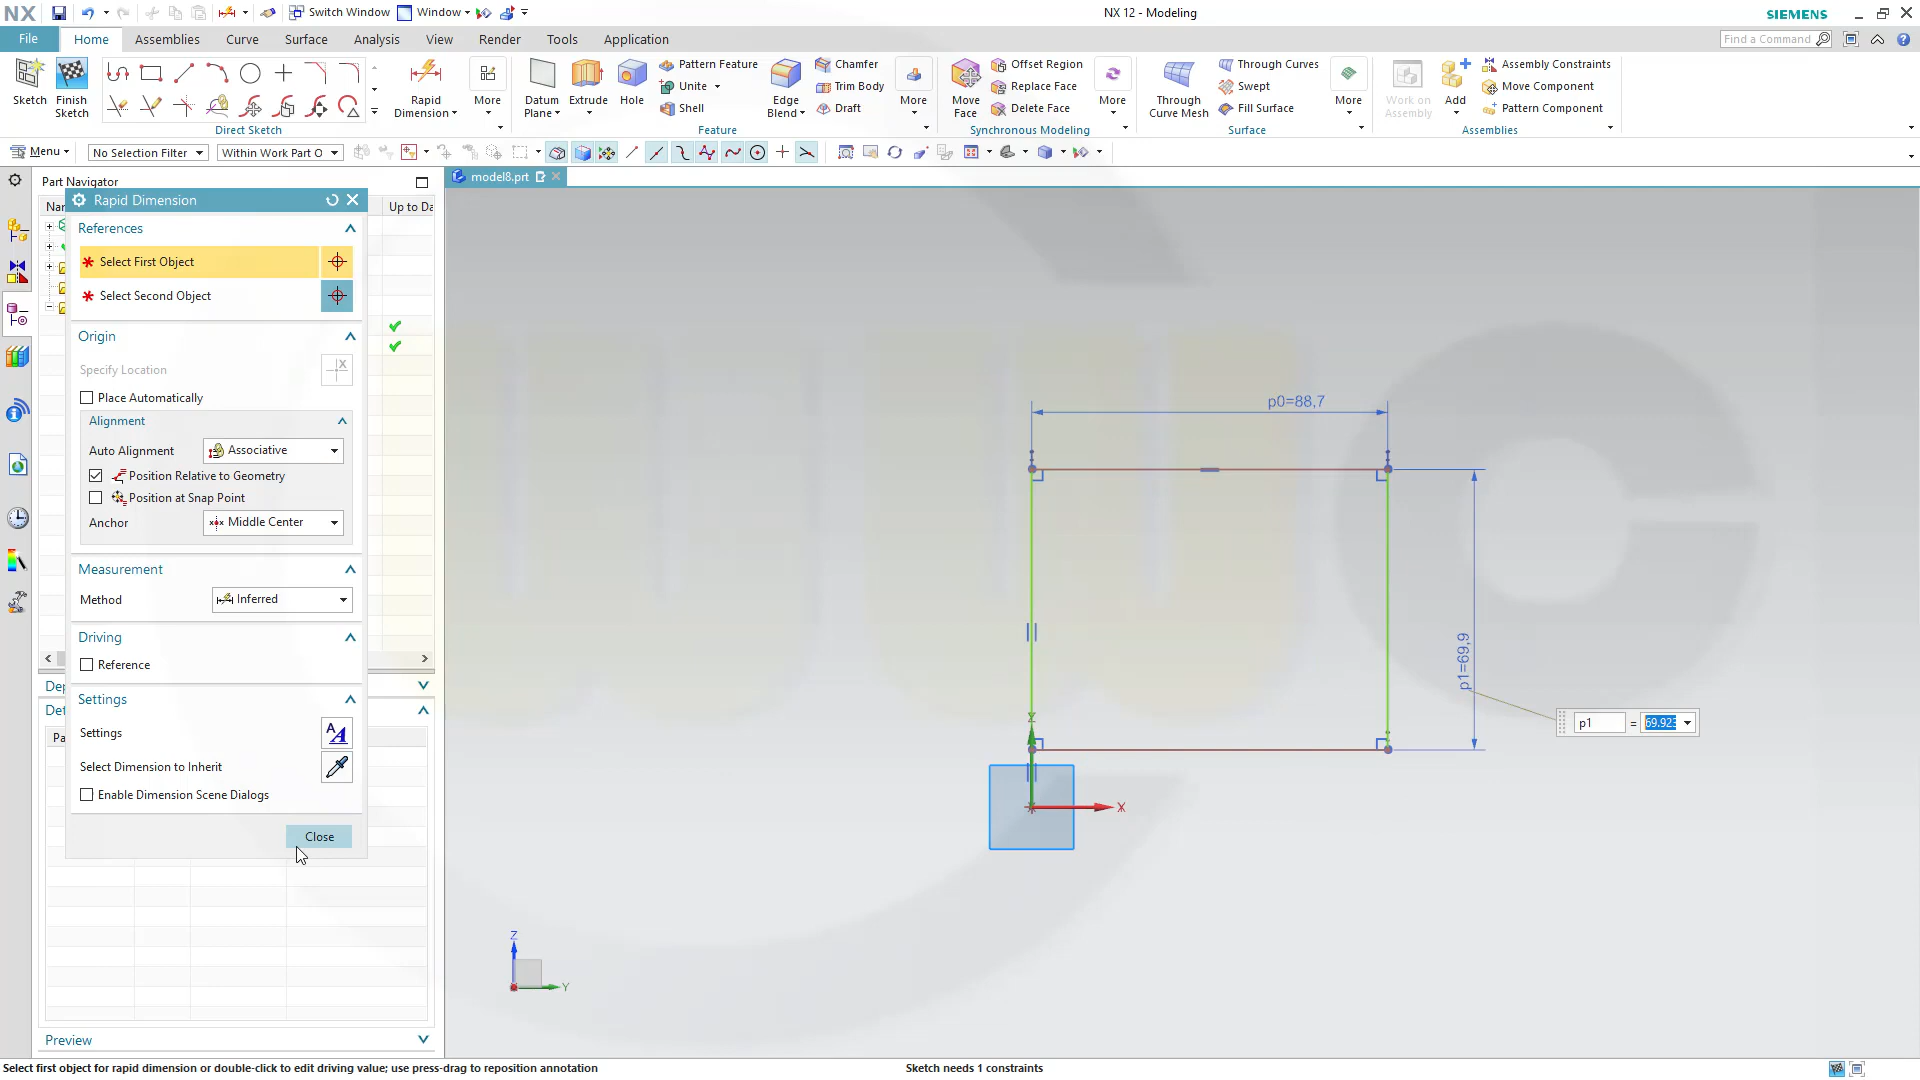 NX
Switch Window
Window
NX 12 - Modeling
SIEMENS
File
Home
Assemblies
Curve
Surface
Analysis
View
Render
Tools
Application
Find a Command
Sketch
Finish Sketch
Direct Sketch
Rapid Dimension
More
Datum Plane
Extrude
Hole
Pattern Feature
Unite
Shell
Edge Blend
Chamfer
Trim Body
Draft
More
Feature
Move Face
Offset Region
Replace Face
Delete Face
More
Synchronous Modeling
Through Curve Mesh
Through Curves
Swept
Fill Surface
More
Surface
Work on Assembly
Add
Assembly Constraints
Move Component
Pattern Component
Assemblies
Menu
No Selection Filter
Within Work Part O
Part Navigator
model8.prt
Rapid Dimension
Up to Da
References
* Select First Object
* Select Second Object
Origin
Specify Location
Place Automatically
Alignment
Auto Alignment
Associative
Position Relative to Geometry
Position at Snap Point
Anchor
Middle Center
Measurement
Method
Inferred
Driving
Reference
Settings
Settings
Select Dimension to Inherit
Enable Dimension Scene Dialogs
Close
Preview
p0=88,7
p1=69,9
p1 = 69.923
X
Z
Y
Select first object for rapid dimension or double-click to edit driving value; use press-drag to reposition annotation
Sketch needs 1 constraints